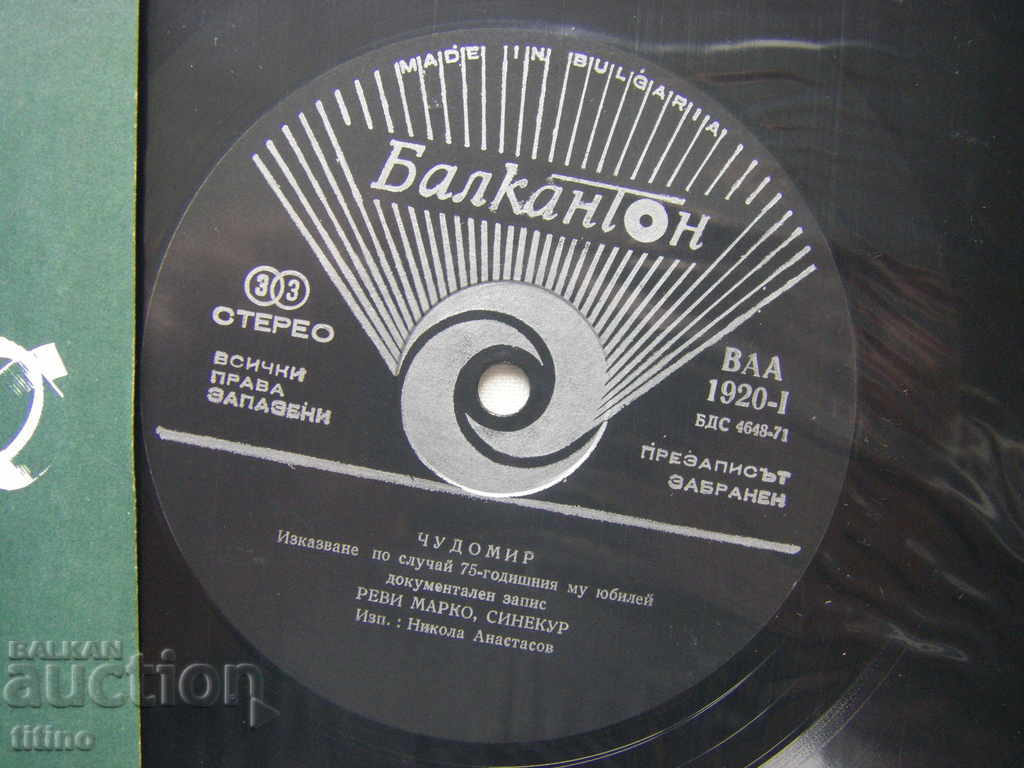 MADE IN BULGARIA
Балкантон
33
СТЕРЕО
ВСИЧКИ
ПРАВА
ЗАПАЗЕНИ
ВАА
1920-I
БДС 4648-71
ПРЕЗАПИСЪТ
ЗАБРАНЕН
ЧУДОМИР
Изказване по случай 75-годишния му юбилей
документален запис
РЕВИ МАРКО, СИНЕКУР
Изп. : Никола Анастасов
BALKAN
auction
titino